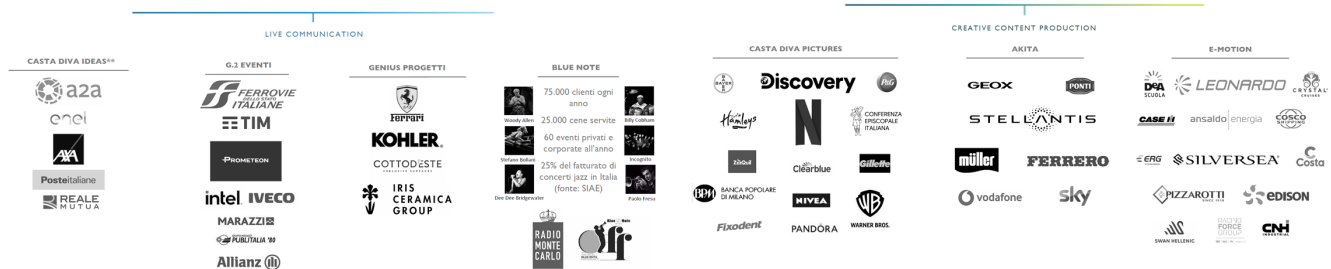 LIVE COMMUNICATION
CASTA DIVA IDEAS**
a2a
enel
AXA
Posteitaliane
REALE
MUTUA
G.2 EVENTI
FERROVIE
DELLO STATO
ITALIANE
TIM
PROMETEON
intel. IVECO
MARAZZI
PUBLITALIA '80
Allianz
GENIUS PROGETTI
Ferrari
KOHLER.
COTTODESTE
IRIS
CERAMICA
GROUP
BLUE NOTE
75.000 clienti ogni
anno
Woody Allen
Billy Cobham
25.000 cene servite
60 eventi privati e
corporate all'anno
Stefano Bollani
Incognito
25% del fatturato di
concerti jazz in Italia
(fonte: SIAE)
Dee Dee Bridgewater
Paolo Fresu
RADIO
MONTE
CARLO
Blue Note
CREATIVE CONTENT PRODUCTION
CASTA DIVA PICTURES
BAYER
Discovery
P&G
Hamleys
N
CONFERENZA
EPISCOPALE
ITALIANA
Clearblue
Gillette
BPM
BANCA POPOLARE
DI MILANO
NIVEA
WB
Fixodent
PANDORA
WARNER BROS.
AKITA
GEOX
PONTI
STELLANTIS
müller
FERRERO
vodafone
sky
E-MOTION
DeA
SCUOLA
LEONARDO
CRYSTAL
CRUISES
CASE IH
ansaldo energia
COSCO
SHIPPING
ERG
SILVERSEA
Costa
PIZZAROTTI
edison
SWAN HELLENIC
RACING
FORCE
GROUP
CNH
INDUSTRIAL